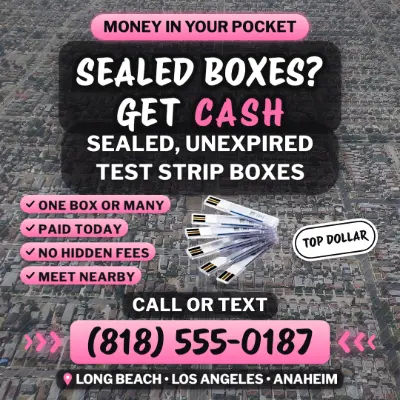 MONEY IN YOUR POCKET
SEALED BOXES?
GET CASH
SEALED, UNEXPIRED
TEST STRIP BOXES
ONE BOX OR MANY
PAID TODAY
NO HIDDEN FEES
MEET NEARBY
TOP DOLLAR
CALL OR TEXT
(818) 555-0187
LONG BEACH • LOS ANGELES • ANAHEIM